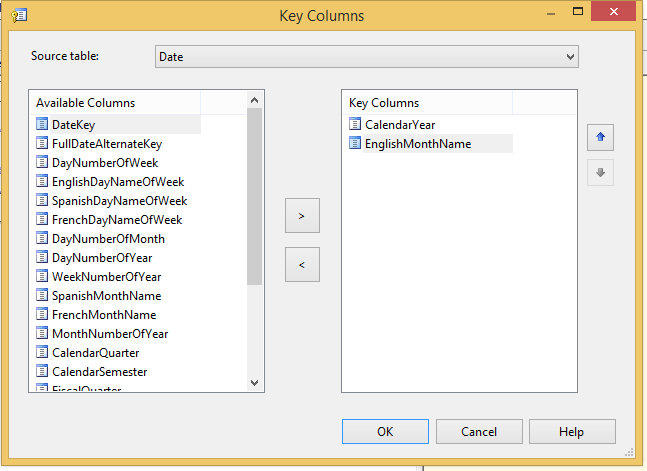 Key Columns
Source table:
Date
Available Columns
DateKey
FullDateAlternateKey
DayNumberOfWeek
EnglishDayNameOfWeek
SpanishDayNameOfWeek
FrenchDayNameOfWeek
DayNumberOfMonth
DayNumberOfYear
WeekNumberOfYear
SpanishMonthName
FrenchMonthName
MonthNumberOfYear
CalendarQuarter
CalendarSemester
FiscalQuarter
>
<
Key Columns
CalendarYear
EnglishMonthName
OK
Cancel
Help